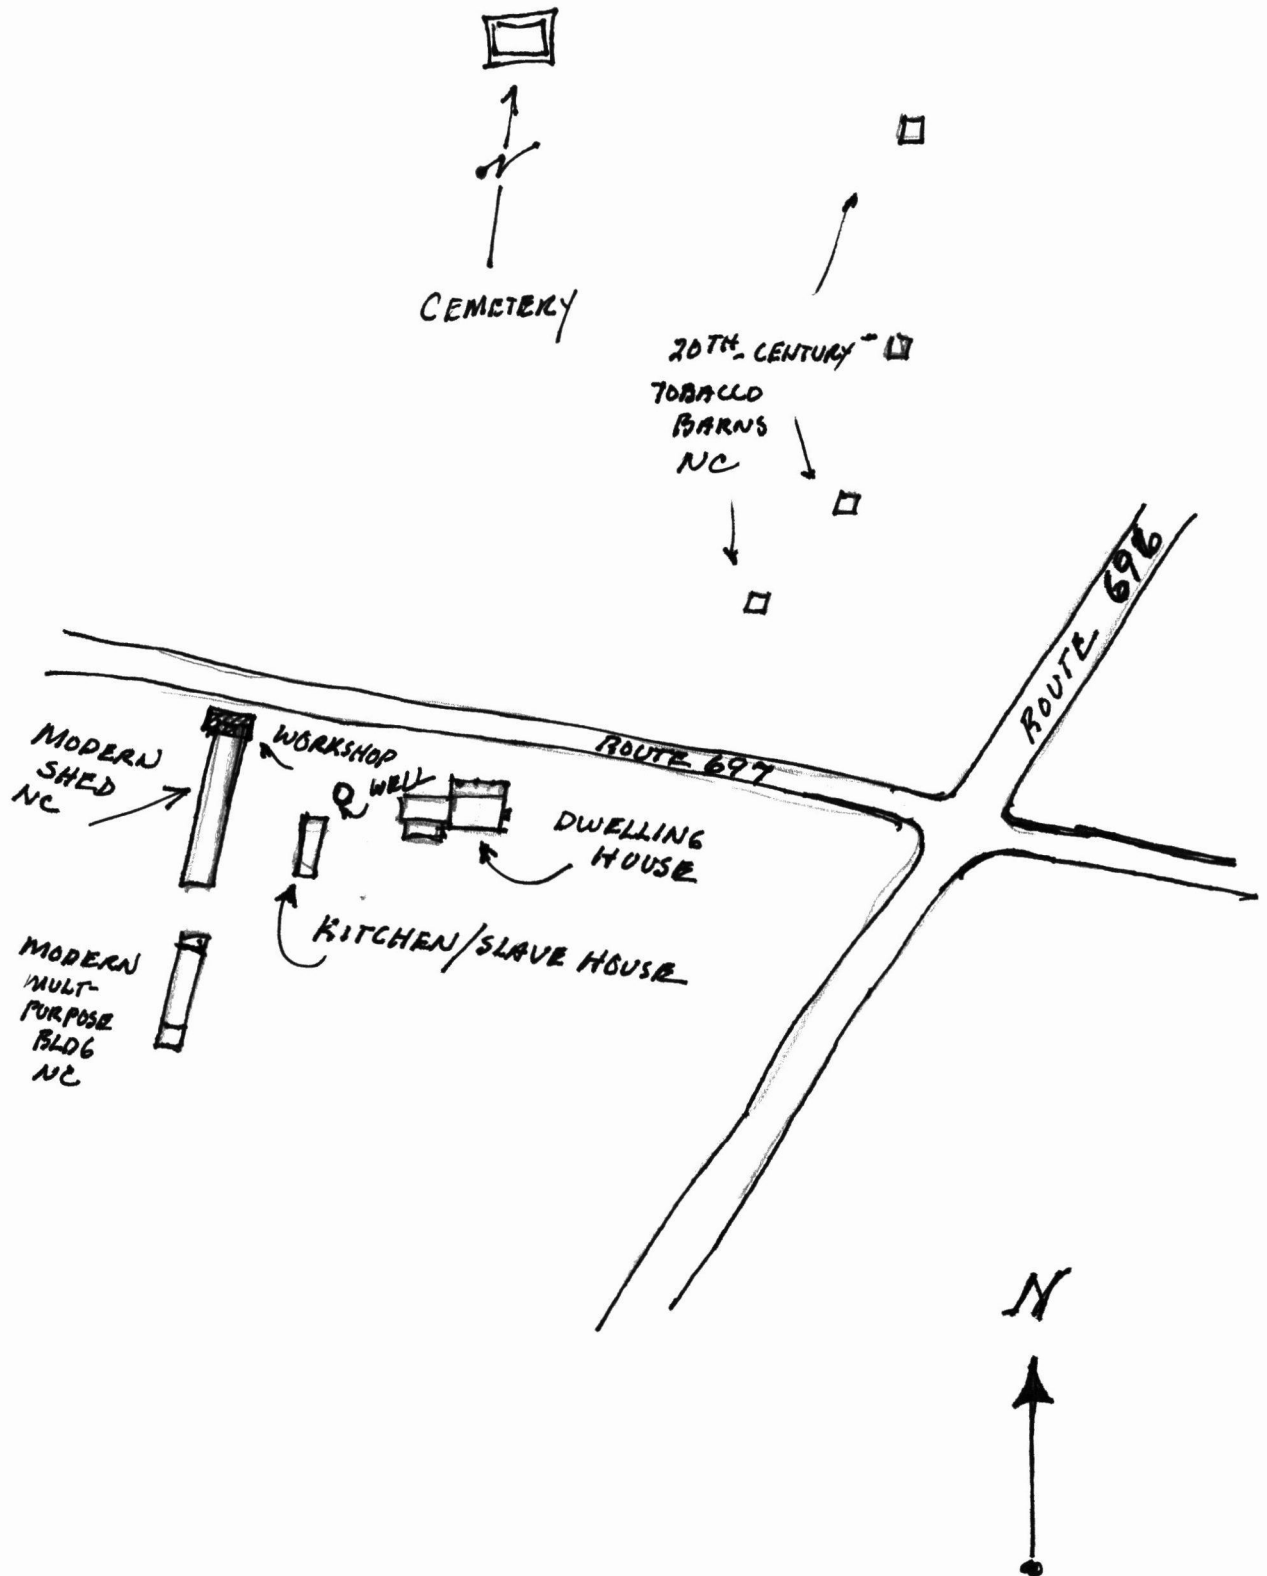 CEMETERY
20TH-CENTURY
TOBACCO
BARNS
NC
ROUTE 696
ROUTE 697
MODERN
SHED
NC
WORKSHOP
WELL
DWELLING
HOUSE
KITCHEN/SLAVE HOUSE
MODERN
MULT-
PURPOSE
BLDG
NC
N